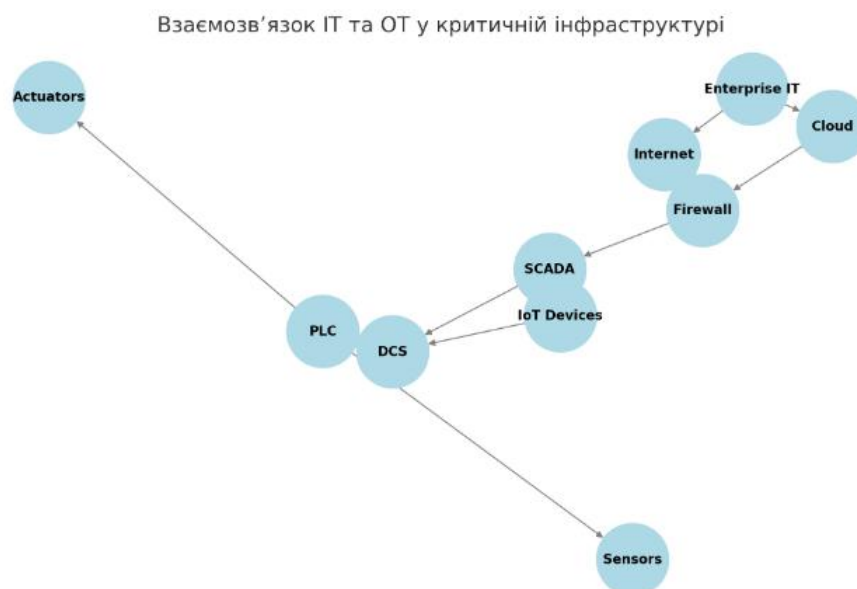 Взаємозв’язок IT та OT у критичній інфраструктурі
Actuators
Enterprise IT
Cloud
Internet
Firewall
SCADA
IoT Devices
PLC
DCS
Sensors